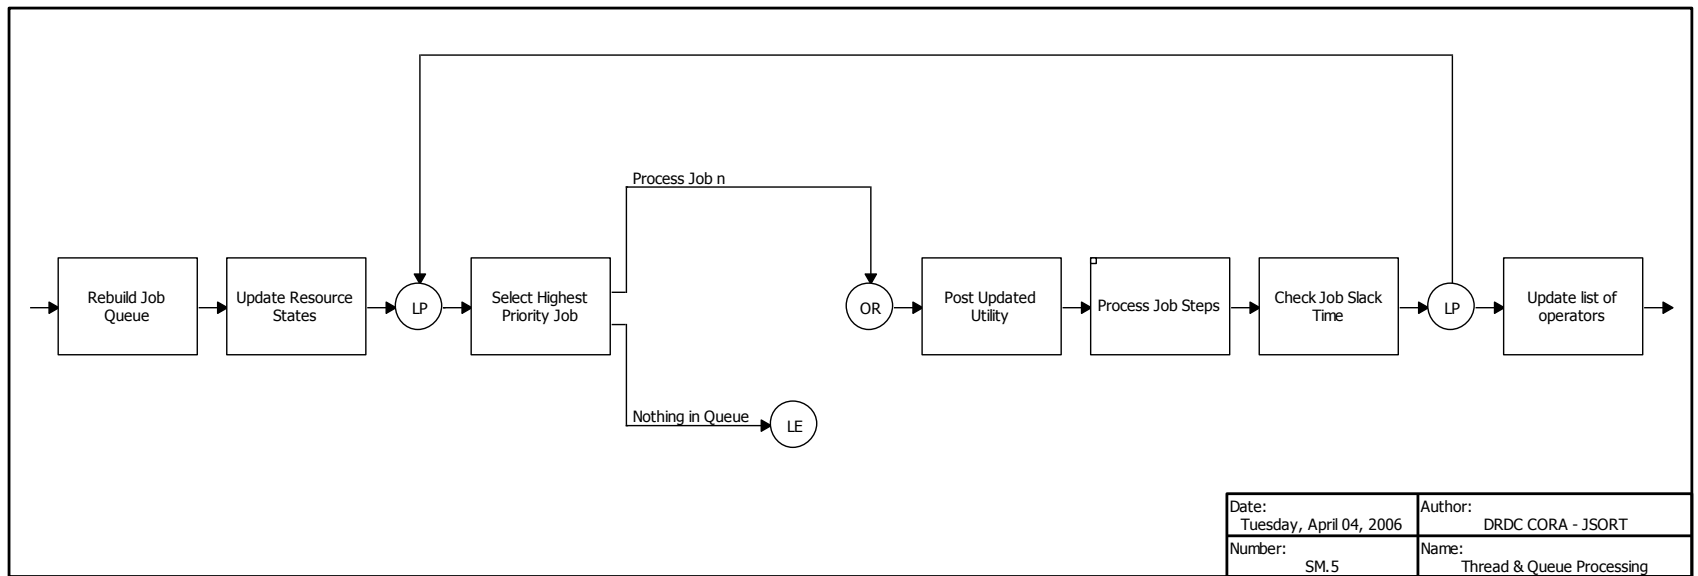 Process Job n
Rebuild Job
Queue
Update Resource
States
LP
Select Highest
Priority Job
OR
Post Updated
Utility
Process Job Steps
Check Job Slack
Time
LP
Update list of
operators
Nothing in Queue
LE
Date:
Tuesday, April 04, 2006
Author:
DRDC CORA - JSORT
Number:
SM.5
Name:
Thread & Queue Processing